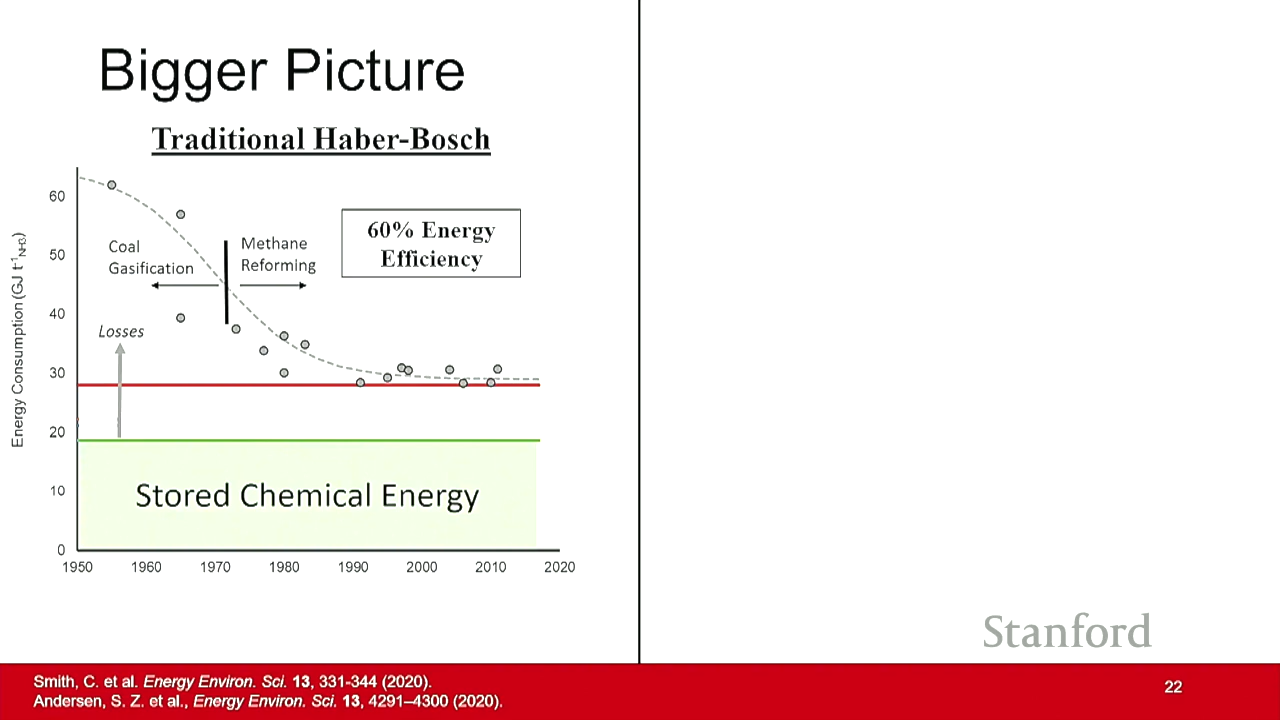 Bigger Picture
Traditional Haber-Bosch
Energy Consumption (GJ t⁻¹NH3)
60
50
40
30
20
10
0
Coal
Gasification
Methane
Reforming
60% Energy
Efficiency
Losses
Stored Chemical Energy
1950 1960 1970 1980 1990 2000 2010 2020
Stanford
Smith, C. et al. Energy Environ. Sci. 13, 331-344 (2020).
Andersen, S. Z. et al., Energy Environ. Sci. 13, 4291–4300 (2020).
22